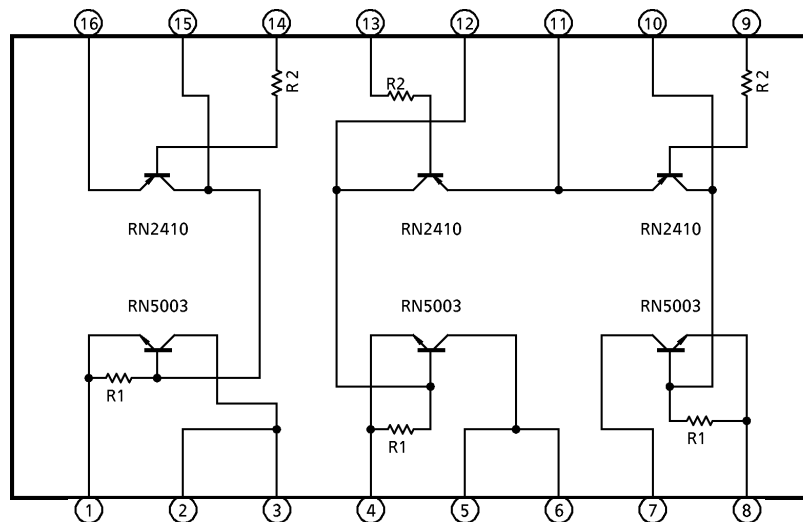 16 15 14 13 12 11 10 9
R2 R2 R2
RN2410 RN2410 RN2410
RN5003 RN5003 RN5003
R1 R1 R1
1 2 3 4 5 6 7 8